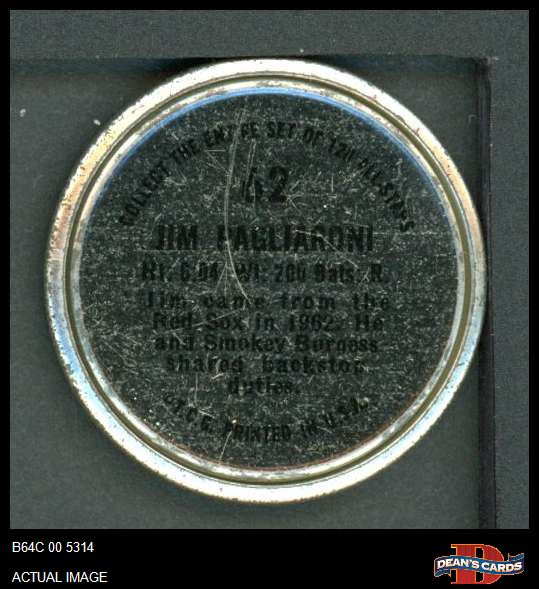 COLLECT THE ENTIRE SET OF 120 ALL-STARS
62
JIM PAGLIARONI
Ht. 6.04 Wt: 200 Bats: R.
Jim came from the
Red Sox in 1962. He
and Smokey Burgess
shared backstop
duties.
©T.C.G. PRINTED IN U.S.A.
B64C 00 5314
ACTUAL IMAGE
D
DEAN'S CARDS